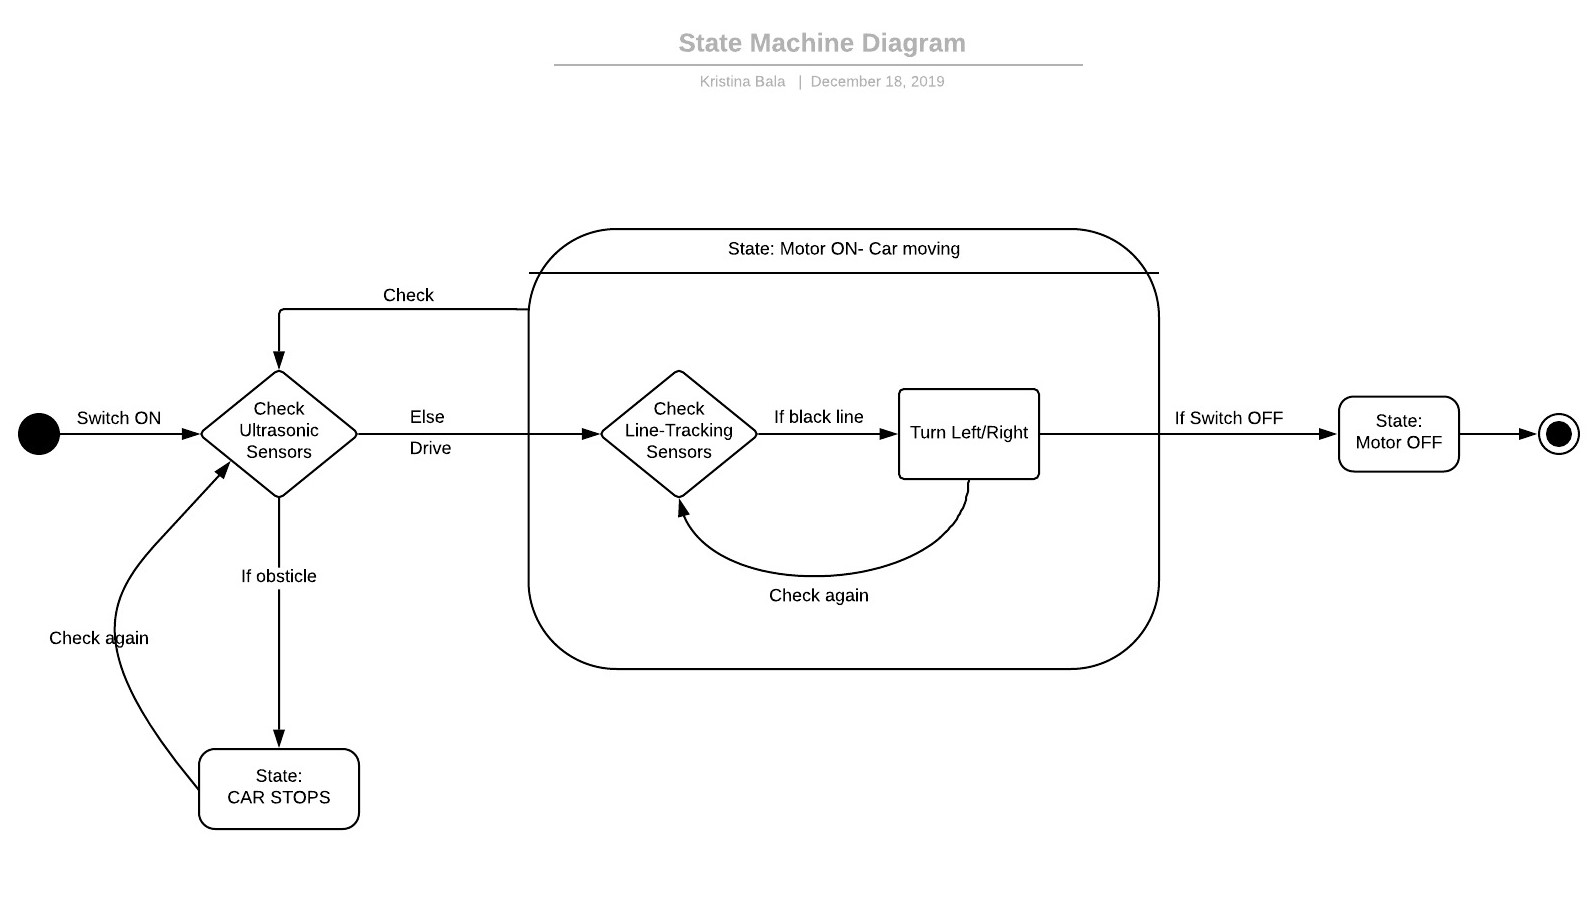 State Machine Diagram
Kristina Bala | December 18, 2019
State: Motor ON- Car moving
Check
Switch ON
Check
Ultrasonic
Sensors
Else
Drive
Check
Line-Tracking
Sensors
If black line
Turn Left/Right
If Switch OFF
State:
Motor OFF
If obsticle
Check again
Check again
State:
CAR STOPS